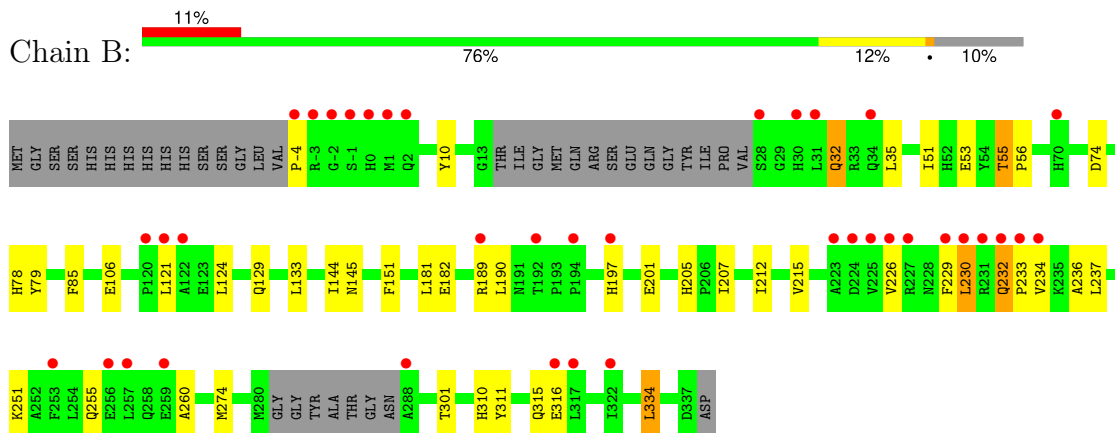 11%
Chain B:
76% 12% • 10%
MET GLY SER SER HIS HIS HIS HIS HIS HIS SER SER GLY LEU VAL P-4 R-3 G-2 S-1 H0 M1 Q2 Y10 G13 THR ILE GLY MET GLN ARG SER GLU GLN GLY TYR ILE PRO VAL S28 G29 H30 L31 Q32 R33 Q34 L35 I51 H52 E53 Y54 T55 P56 H70 D74
H78 Y79 F85 E106 P120 L121 A122 E123 L124 Q129 L133 I144 N145 F151 L181 E182 R189 L190 N191 T192 P193 P194 H197 E201 H205 P206 I207 I212 V215 A223 D224 V225 V226 R227 N228 F229 L230 R231 Q232 P233 V234 K235 A236 L237
K251 A252 F253 L254 Q255 E256 L257 Q258 E259 A260 M274 M280 GLY GLY TYR ALA THR GLY ASN A288 T301 H310 Y311 Q315 E316 L317 I322 L334 D337 ASP